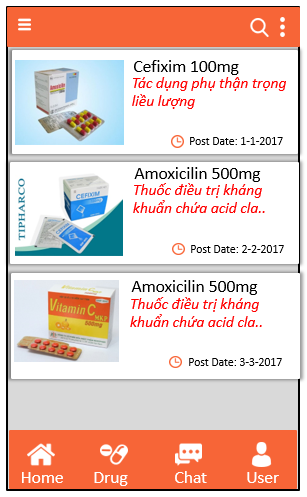 Cefixim 100mg
Tác dụng phụ thận trọng
liều lượng
Post Date: 1-1-2017
TIPHARCO
CEFIXIM
Amoxicilin 500mg
Thuốc điều trị kháng
khuẩn chứa acid cla..
Post Date: 2-2-2017
Vitamin C
MKP
500mg
Amoxicilin 500mg
Thuốc điều trị kháng
khuẩn chứa acid cla..
Post Date: 3-3-2017
Home
Drug
Chat
User